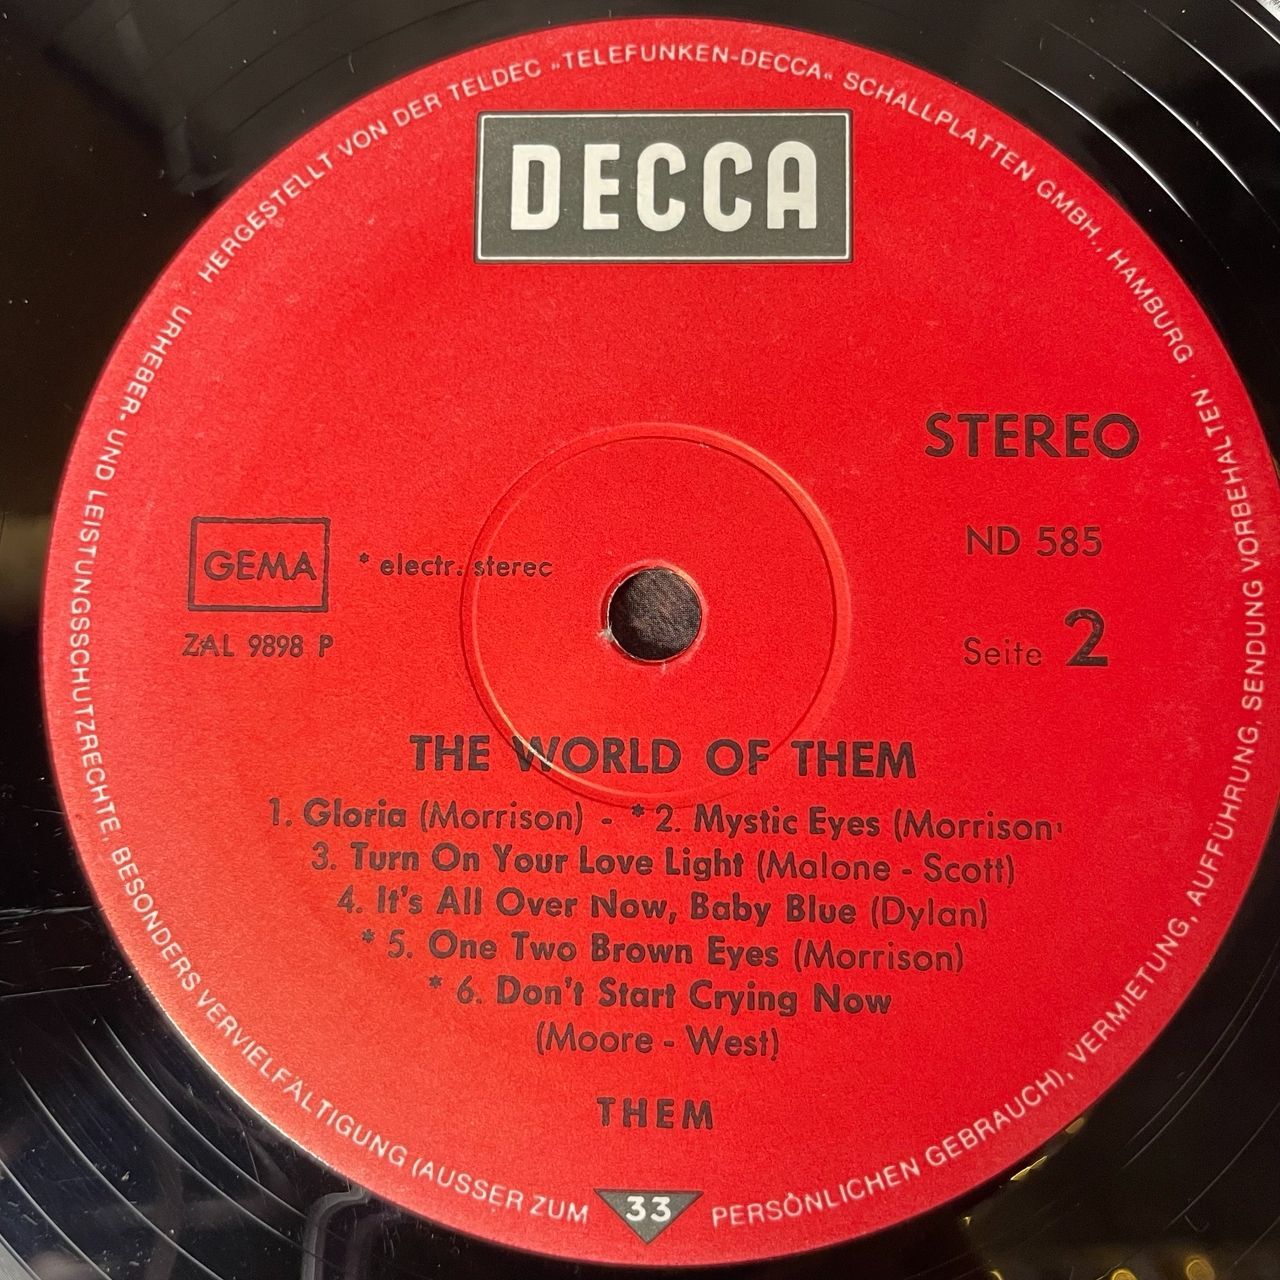 HERGESTELLT VON DER TELDEC „TELEFUNKEN-DECCA“ SCHALLPLATTEN GMBH., HAMBURG ·
DECCA
STEREO
GEMA
* electr. sterec
ND 585
ZAL 9898 P
Seite 2
THE WORLD OF THEM
1. Gloria (Morrison) - * 2. Mystic Eyes (Morrison
3. Turn On Your Love Light (Malone - Scott)
4. It's All Over Now, Baby Blue (Dylan)
* 5. One Two Brown Eyes (Morrison)
* 6. Don't Start Crying Now
(Moore - West)
THEM
33
URHEBER- UND LEISTUNGSSCHUTZRECHTE, BESONDERS VERVIELFÄLTIGUNG (AUSSER ZUM PERSÖNLICHEN GEBRAUCH), VERMIETUNG, AUFFÜHRUNG, SENDUNG VORBEHALTEN ·